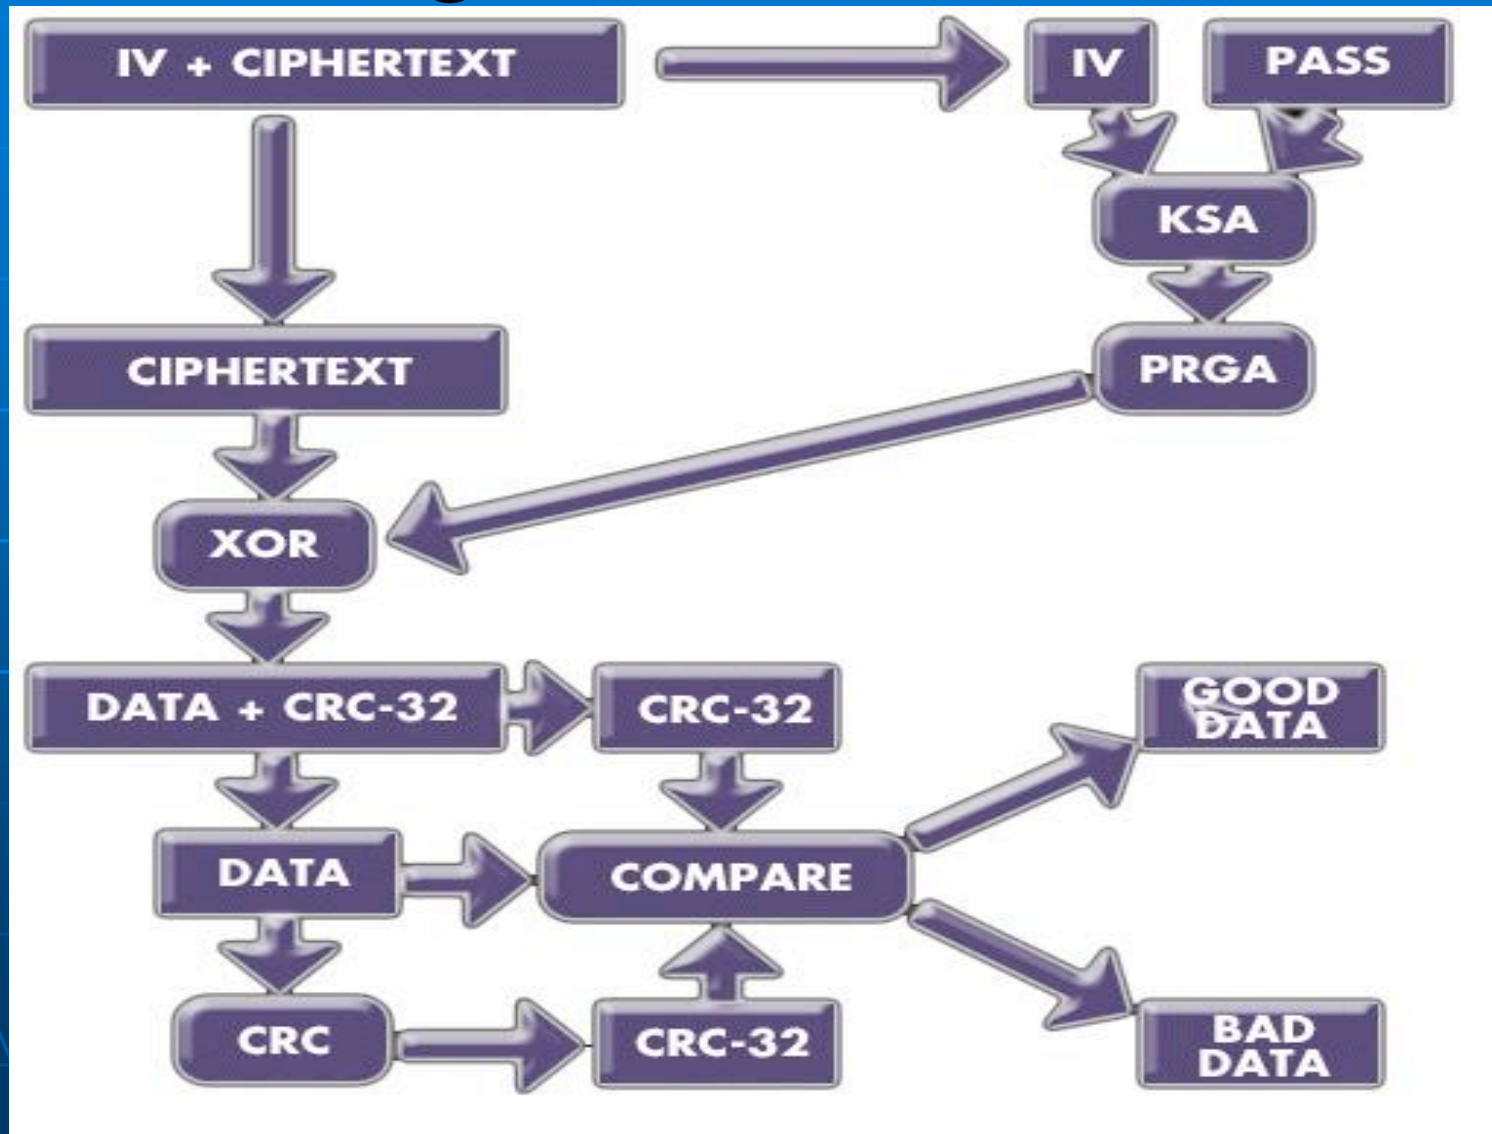 IV + CIPHERTEXT
IV
PASS
KSA
CIPHERTEXT
PRGA
XOR
DATA + CRC-32
CRC-32
GOOD
DATA
DATA
COMPARE
CRC
CRC-32
BAD
DATA